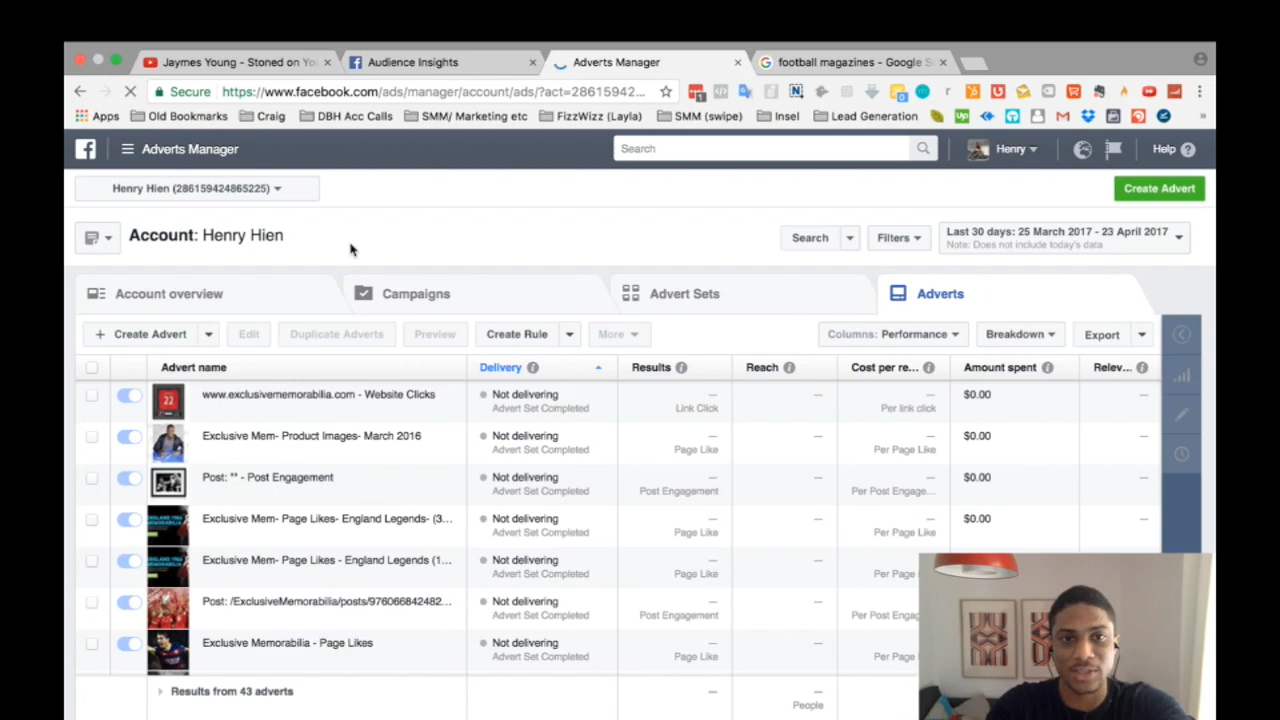 Jaymes Young - Stoned on Yo
Audience Insights
Adverts Manager
football magazines - Google S
Secure
https://www.facebook.com/ads/manager/account/ads/?act=28615942...
Apps
Old Bookmarks
Craig
DBH Acc Calls
SMM/ Marketing etc
FizzWizz (Layla)
SMM (swipe)
Insel
Lead Generation
Adverts Manager
Search
Henry
Help
Henry Hien (286159424865225)
Create Advert
Account: Henry Hien
Search
Filters
Last 30 days: 25 March 2017 - 23 April 2017
Note: Does not include today's data
Account overview
Campaigns
Advert Sets
Adverts
+ Create Advert
Edit
Duplicate Adverts
Preview
Create Rule
More
Columns: Performance
Breakdown
Export
Advert name
Delivery
Results
Reach
Cost per re...
Amount spent
Relev...
www.exclusivememorabilia.com - Website Clicks
Not delivering
Advert Set Completed
—
Link Click
—
—
Per link click
$0.00
—
Exclusive Mem- Product Images- March 2016
Not delivering
Advert Set Completed
—
Page Like
—
—
Per Page Like
$0.00
—
Post: "" - Post Engagement
Not delivering
Advert Set Completed
—
Post Engagement
—
—
Per Post Engage...
$0.00
—
Exclusive Mem- Page Likes- England Legends- (3...
Not delivering
Advert Set Completed
—
Page Like
—
—
Per Page Like
$0.00
—
Exclusive Mem- Page Likes - England Legends (1...
Not delivering
Advert Set Completed
—
Page Like
—
Per Page
Post: /ExclusiveMemorabilia/posts/976066842482...
Not delivering
Advert Set Completed
—
Post Engagement
—
Per Post Engag
Exclusive Memorabilia - Page Likes
Not delivering
Advert Set Completed
—
Page Like
—
Per Page
Results from 43 adverts
—
—
People